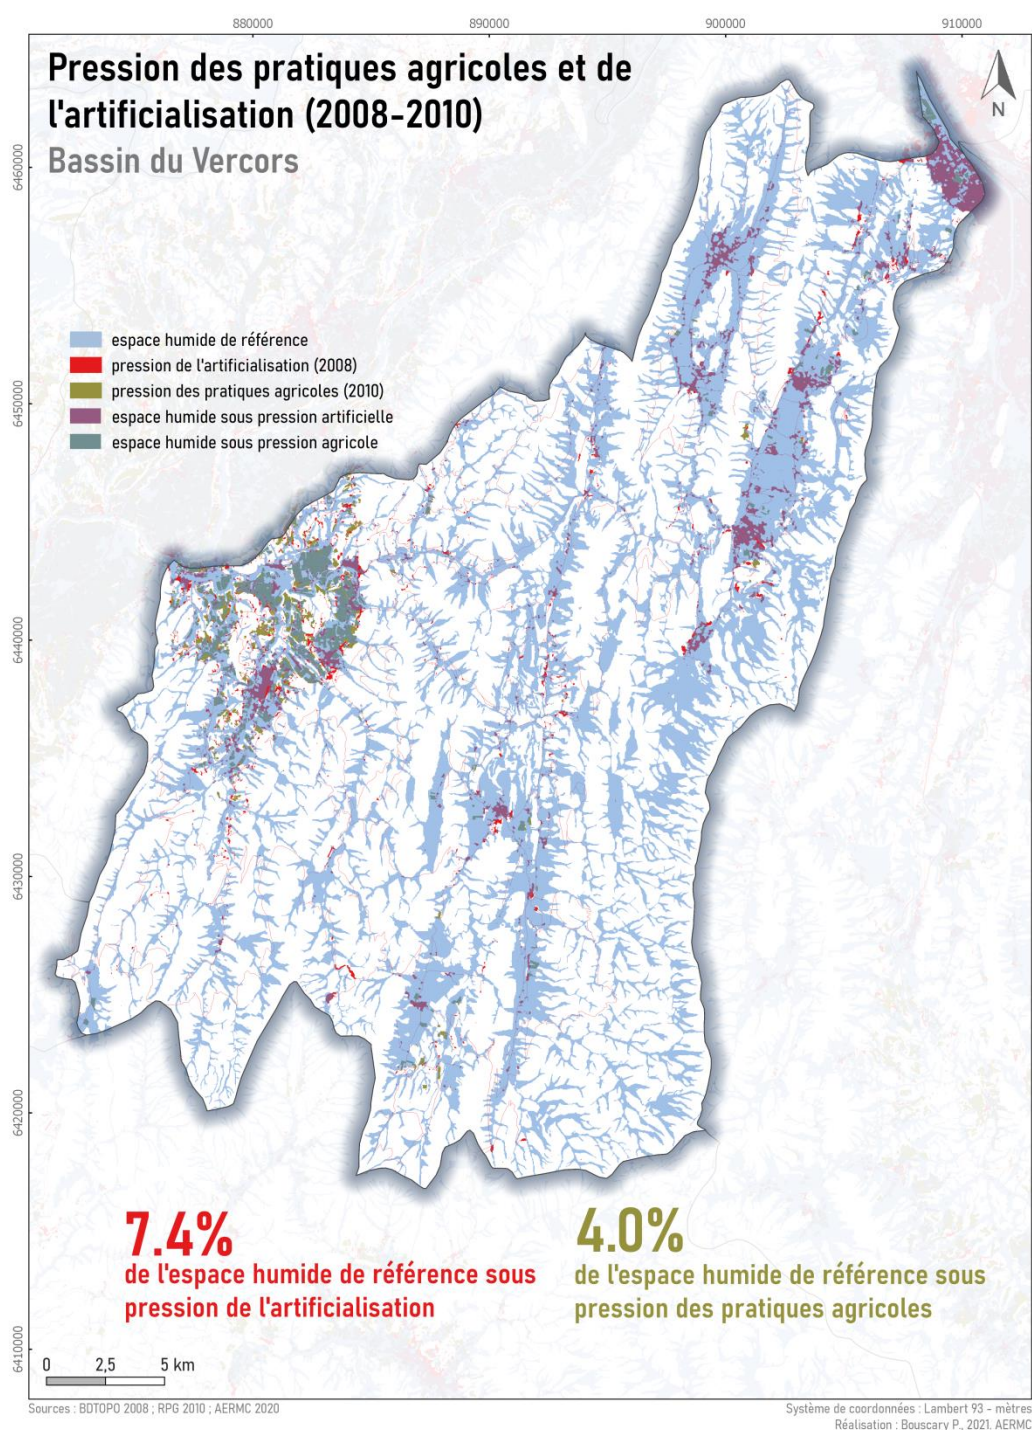 880000
890000
900000
910000
Pression des pratiques agricoles et de
l'artificialisation (2008-2010)
Bassin du Vercors
N
6460000
6450000
6440000
6430000
6420000
6410000
espace humide de référence
pression de l'artificialisation (2008)
pression des pratiques agricoles (2010)
espace humide sous pression artificielle
espace humide sous pression agricole
7.4%
de l'espace humide de référence sous
pression de l'artificialisation
4.0%
de l'espace humide de référence sous
pression des pratiques agricoles
0 2,5 5 km
Sources : BDTOPO 2008 ; RPG 2010 ; AERMC 2020
Système de coordonnées : Lambert 93 - mètres
Réalisation : Bouscary P., 2021. AERMC